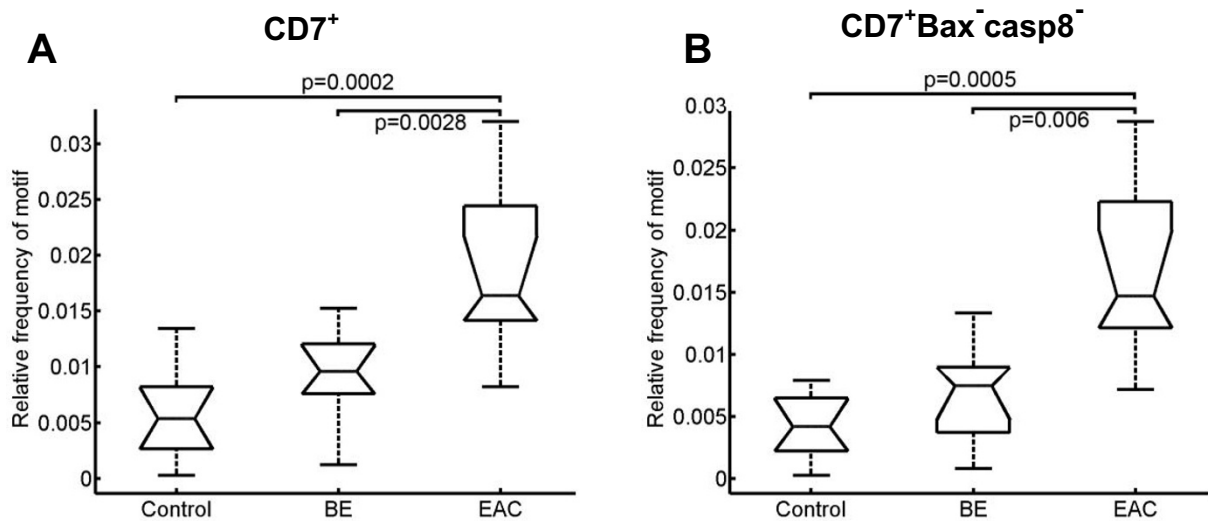 A
CD7⁺
p=0.0002
p=0.0028
Relative frequency of motif
0.03
0.025
0.02
0.015
0.01
0.005
0
Control BE EAC
B
CD7⁺Bax⁻casp8⁻
p=0.0005
p=0.006
Relative frequency of motif
0.03
0.025
0.02
0.015
0.01
0.005
0
Control BE EAC